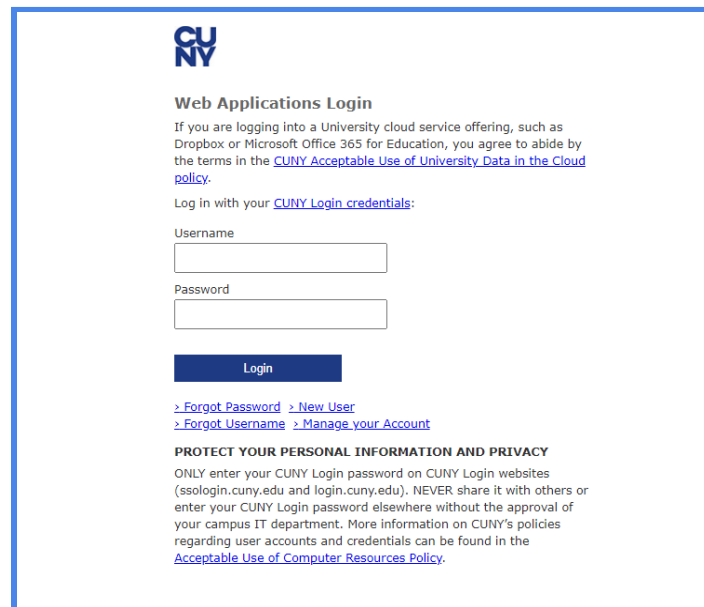 CU
NY
Web Applications Login
If you are logging into a University cloud service offering, such as
Dropbox or Microsoft Office 365 for Education, you agree to abide by
the terms in the CUNY Acceptable Use of University Data in the Cloud
policy.
Log in with your CUNY Login credentials:
Username
Password
Login
› Forgot Password › New User
› Forgot Username › Manage your Account
PROTECT YOUR PERSONAL INFORMATION AND PRIVACY
ONLY enter your CUNY Login password on CUNY Login websites
(ssologin.cuny.edu and login.cuny.edu). NEVER share it with others or
enter your CUNY Login password elsewhere without the approval of
your campus IT department. More information on CUNY’s policies
regarding user accounts and credentials can be found in the
Acceptable Use of Computer Resources Policy.